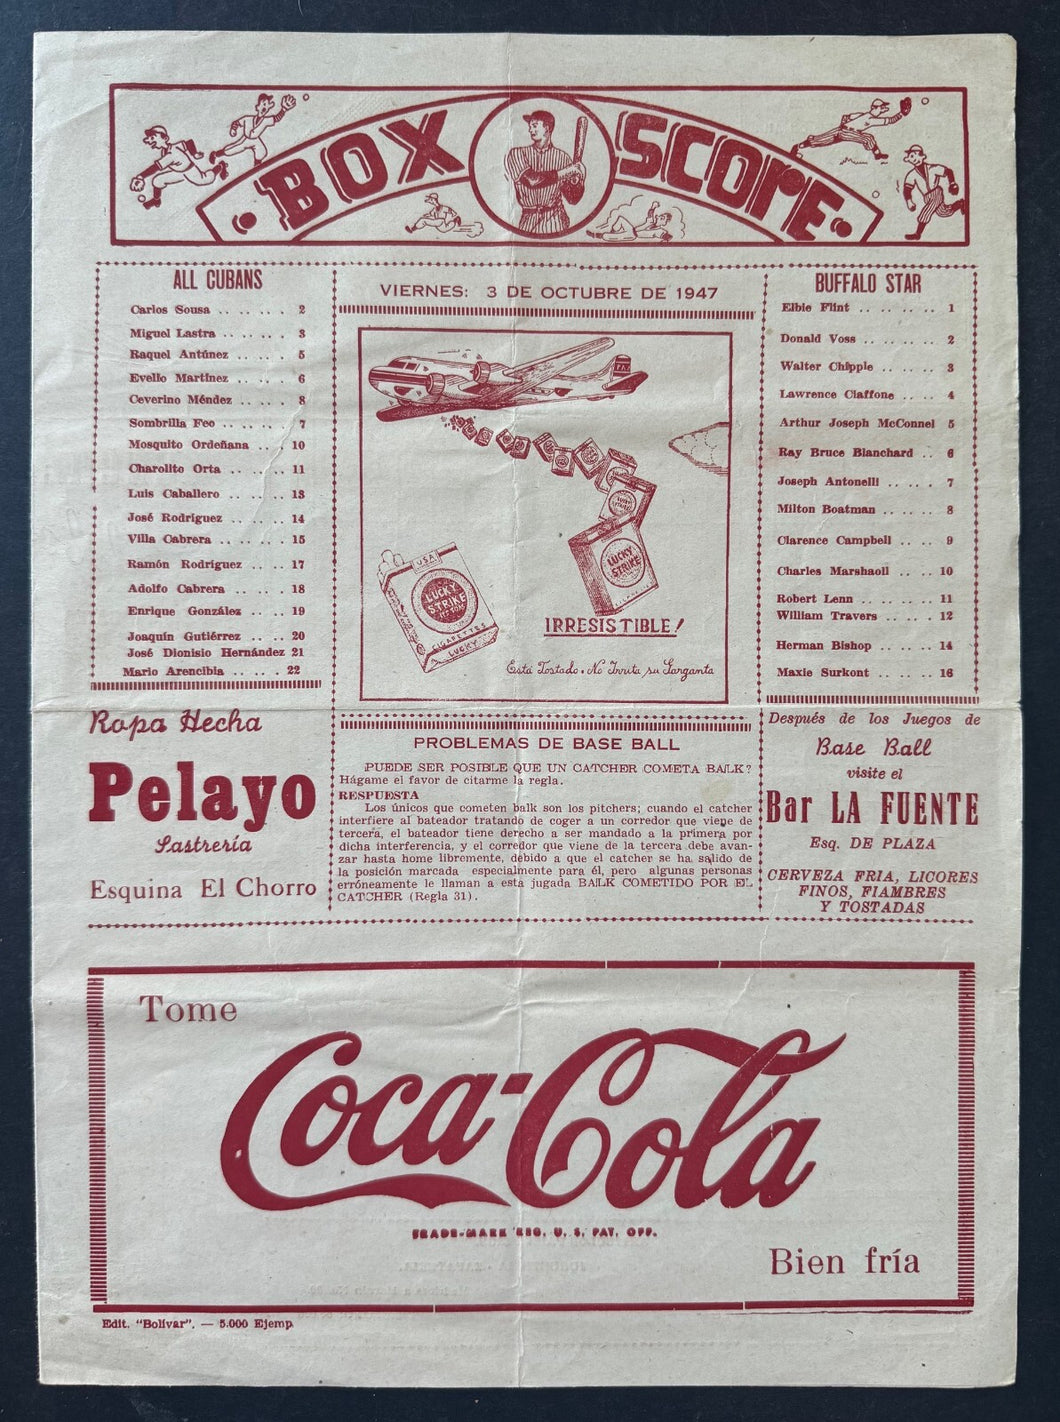 BOX SCOrE
ALL CUBANS
Carlos Sousa .. .. .. . 2
Miguel Lastra .. .. .. . 3
Raquel Antúnez .. .. .. 5
Evelio Martínez .. .. .. 6
Ceverino Méndez .. .. .. 8
Sombrilla Feo .. .. .. . 7
Mosquito Ordeñana .. .. 10
Charolito Orta .. .. .. 11
Luis Caballero .. .. .. 13
José Rodríguez .. .. .. 14
Villa Cabrera .. .. .. . 15
Ramón Rodríguez .. .. .. 17
Adolfo Cabrera .. .. .. 18
Enrique González .. .. .. 19
Joaquín Gutiérrez .. .. .. 20
José Dionisio Hernández 21
Mario Arencibia .. .. . 22
VIERNES: 3 DE OCTUBRE DE 1947
USA
LUCKY
STRIKE
CIGARETTES
LUCKY
LUCKY
STRIKE
IRRESISTIBLE!
Está Tostado. No Irrita su Garganta
BUFFALO STAR
Elbie Flint .. .. .. .. 1
Donald Voss .. .. .. .. 2
Walter Chipple .. .. .. 3
Lawrence Ciaffone .. .. 4
Arthur Joseph McConnel 5
Ray Bruce Blanchard .. 6
Joseph Antonelli .. .. . 7
Milton Boatman .. .. .. 8
Clarence Campbell .. .. 9
Charles Marshaoll .. .. 10
Robert Lenn .. .. .. .. 11
William Travers .. .. .. 12
Herman Bishop .. .. .. 14
Maxie Surkont .. .. .. 16
Ropa Hecha
Pelayo
Sastrería
Esquina El Chorro
PROBLEMAS DE BASE BALL
¿PUEDE SER POSIBLE QUE UN CATCHER COMETA BALK?
Hágame el favor de citarme la regla.
RESPUESTA
Los únicos que cometen balk son los pitchers; cuando el catcher
interfiere al bateador tratando de coger a un corredor que viene de
tercera, el bateador tiene derecho a ser mandado a la primera por
dicha interferencia, y el corredor que viene de la tercera debe avan-
zar hasta home libremente, debido a que el catcher se ha salido de
la posición marcada especialmente para él, pero algunas personas
erróneamente le llaman a esta jugada BALK COMETIDO POR EL
CATCHER (Regla 31).
Después de los Juegos de
Base Ball
visite el
Bar LA FUENTE
Esq. DE PLAZA
CERVEZA FRIA, LICORES
FINOS, FIAMBRES
Y TOSTADAS
Tome
Coca-Cola
TRADE-MARK REG. U. S. PAT. OFF.
Bien fría
Edit. "Bolívar". — 5.000 Ejemp.